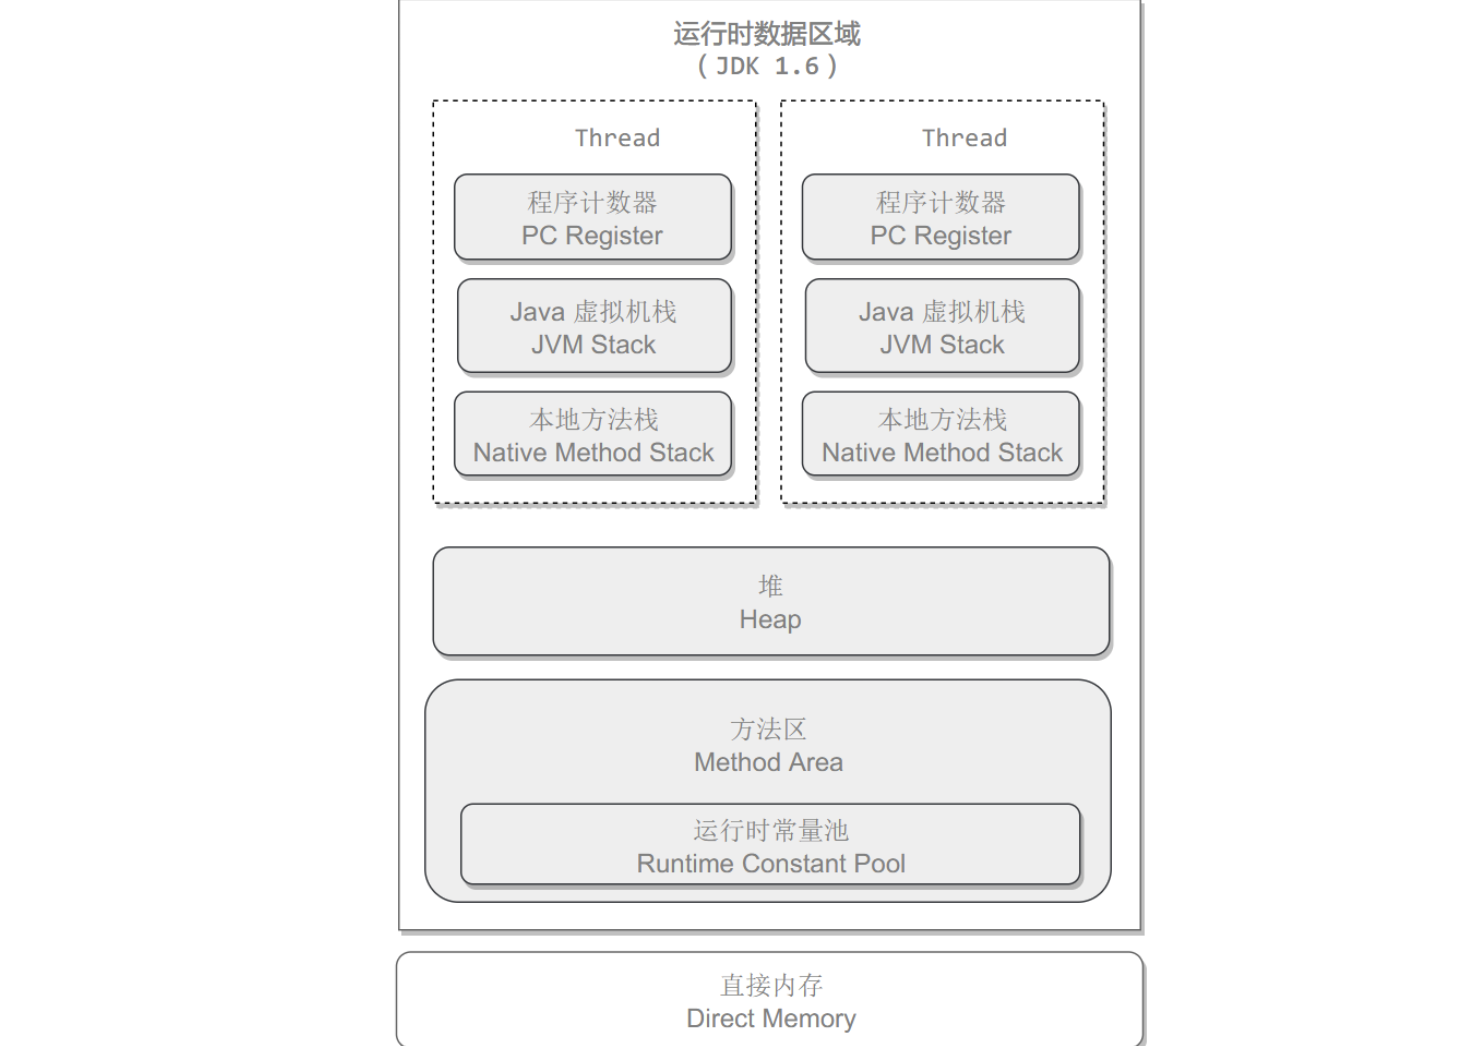 运行时数据区域
( JDK 1.6 )
Thread
程序计数器
PC Register
Java 虚拟机栈
JVM Stack
本地方法栈
Native Method Stack
Thread
程序计数器
PC Register
Java 虚拟机栈
JVM Stack
本地方法栈
Native Method Stack
堆
Heap
方法区
Method Area
运行时常量池
Runtime Constant Pool
直接内存
Direct Memory